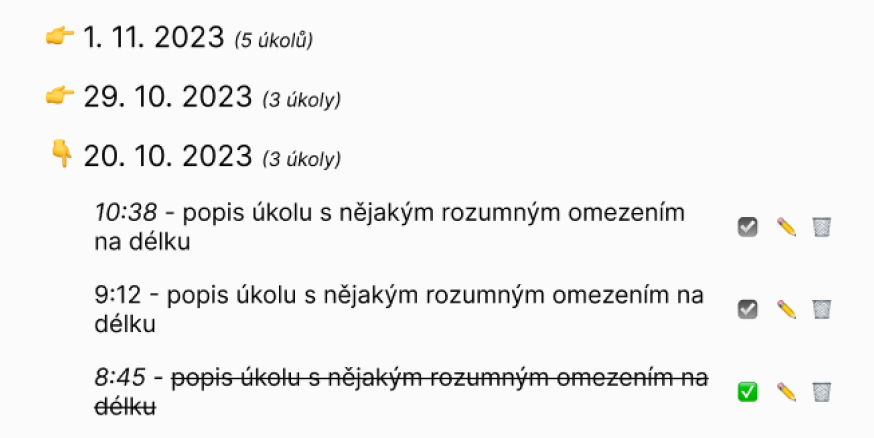 👉 1. 11. 2023 (5 úkolů)
👉 29. 10. 2023 (3 úkoly)
👇 20. 10. 2023 (3 úkoly)
10:38 - popis úkolu s nějakým rozumným omezením
na délku
9:12 - popis úkolu s nějakým rozumným omezením na
délku
8:45 - popis úkolu s nějakým rozumným omezením na
délku